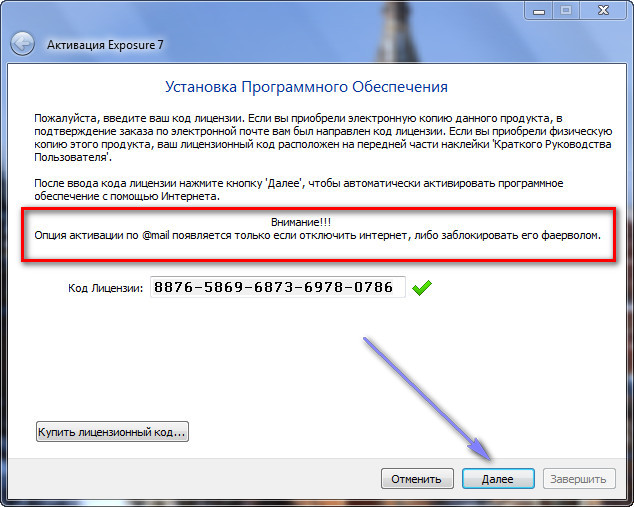 Активация Exposure 7
Установка Программного Обеспечения
Пожалуйста, введите ваш код лицензии. Если вы приобрели электронную копию данного продукта, в
подтверждение заказа по электронной почте вам был направлен код лицензии. Если вы приобрели физическую
копию этого продукта, ваш лицензионный код расположен на передней части наклейки 'Краткого Руководства
Пользователя'.
После ввода кода лицензии нажмите кнопку 'Далее', чтобы автоматически активировать программное
обеспечение с помощью Интернета.
Внимание!!!
Опция активации по @mail появляется только если отключить интернет, либо заблокировать его фаерволом.
Код Лицензии: 8876-5869-6873-6978-0786
Купить лицензионный код...
Отменить Далее Завершить